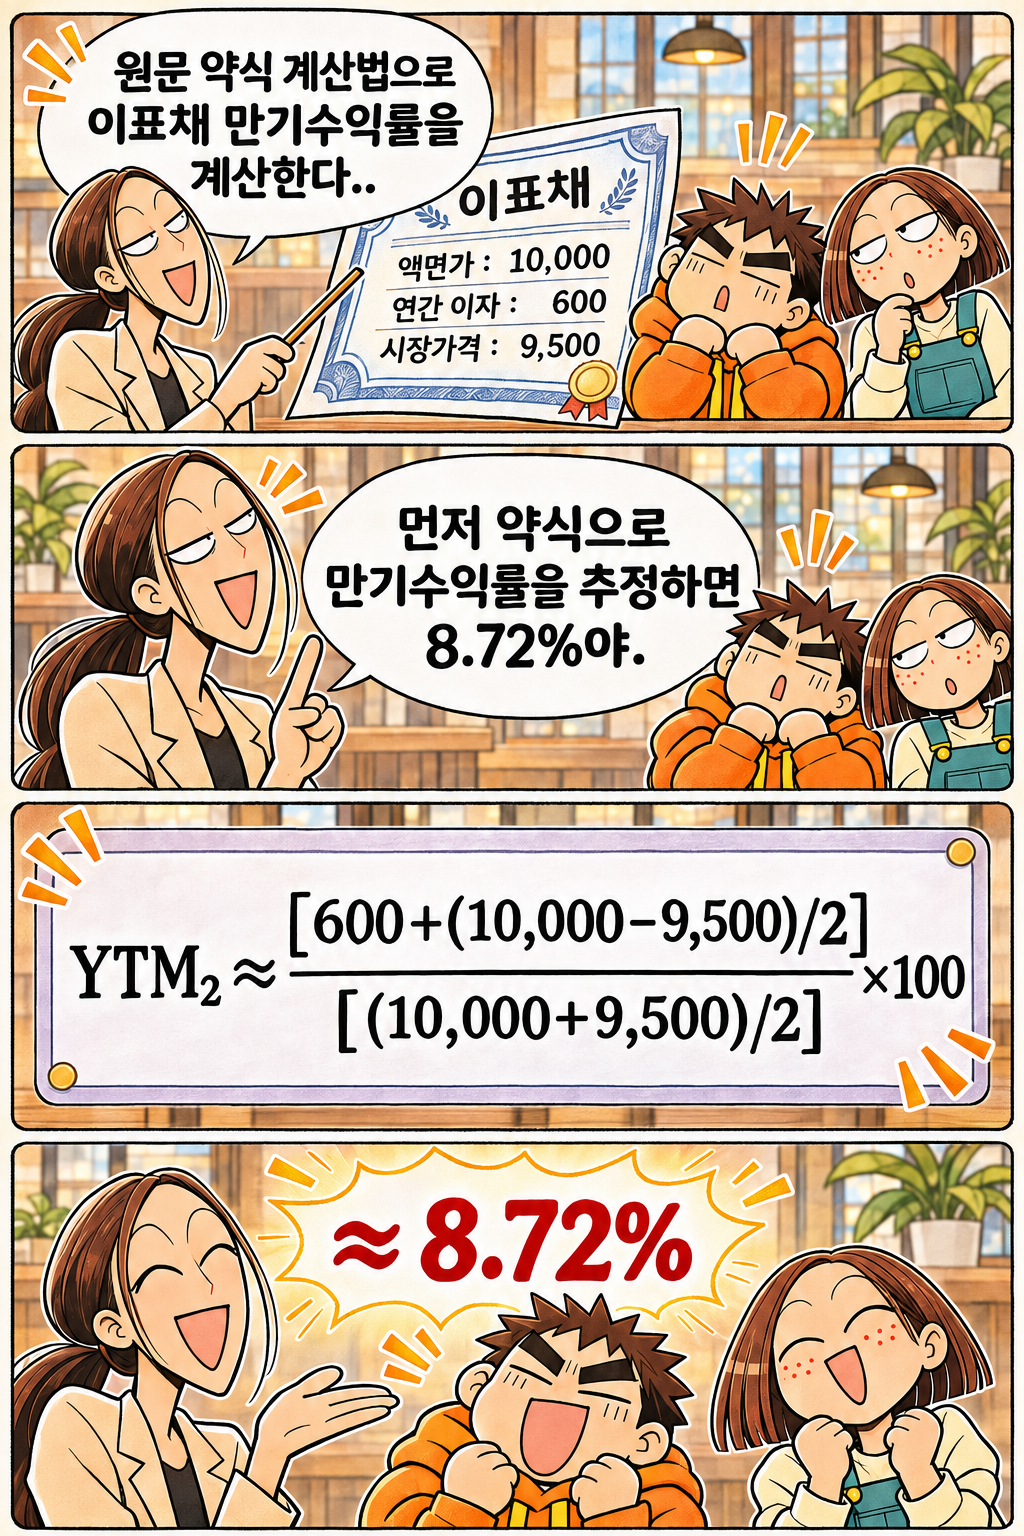 원문 약식 계산법으로
이표채 만기수익률을
계산한다..
이표채
액면가 : 10,000
연간 이자 : 600
시장가격 : 9,500
먼저 약식으로
만기수익률을 추정하면
8.72%야.
[600+(10,000−9,500)/2]
YTM₂ ≈ ×100
[(10,000+9,500)/2]
≈ 8.72%